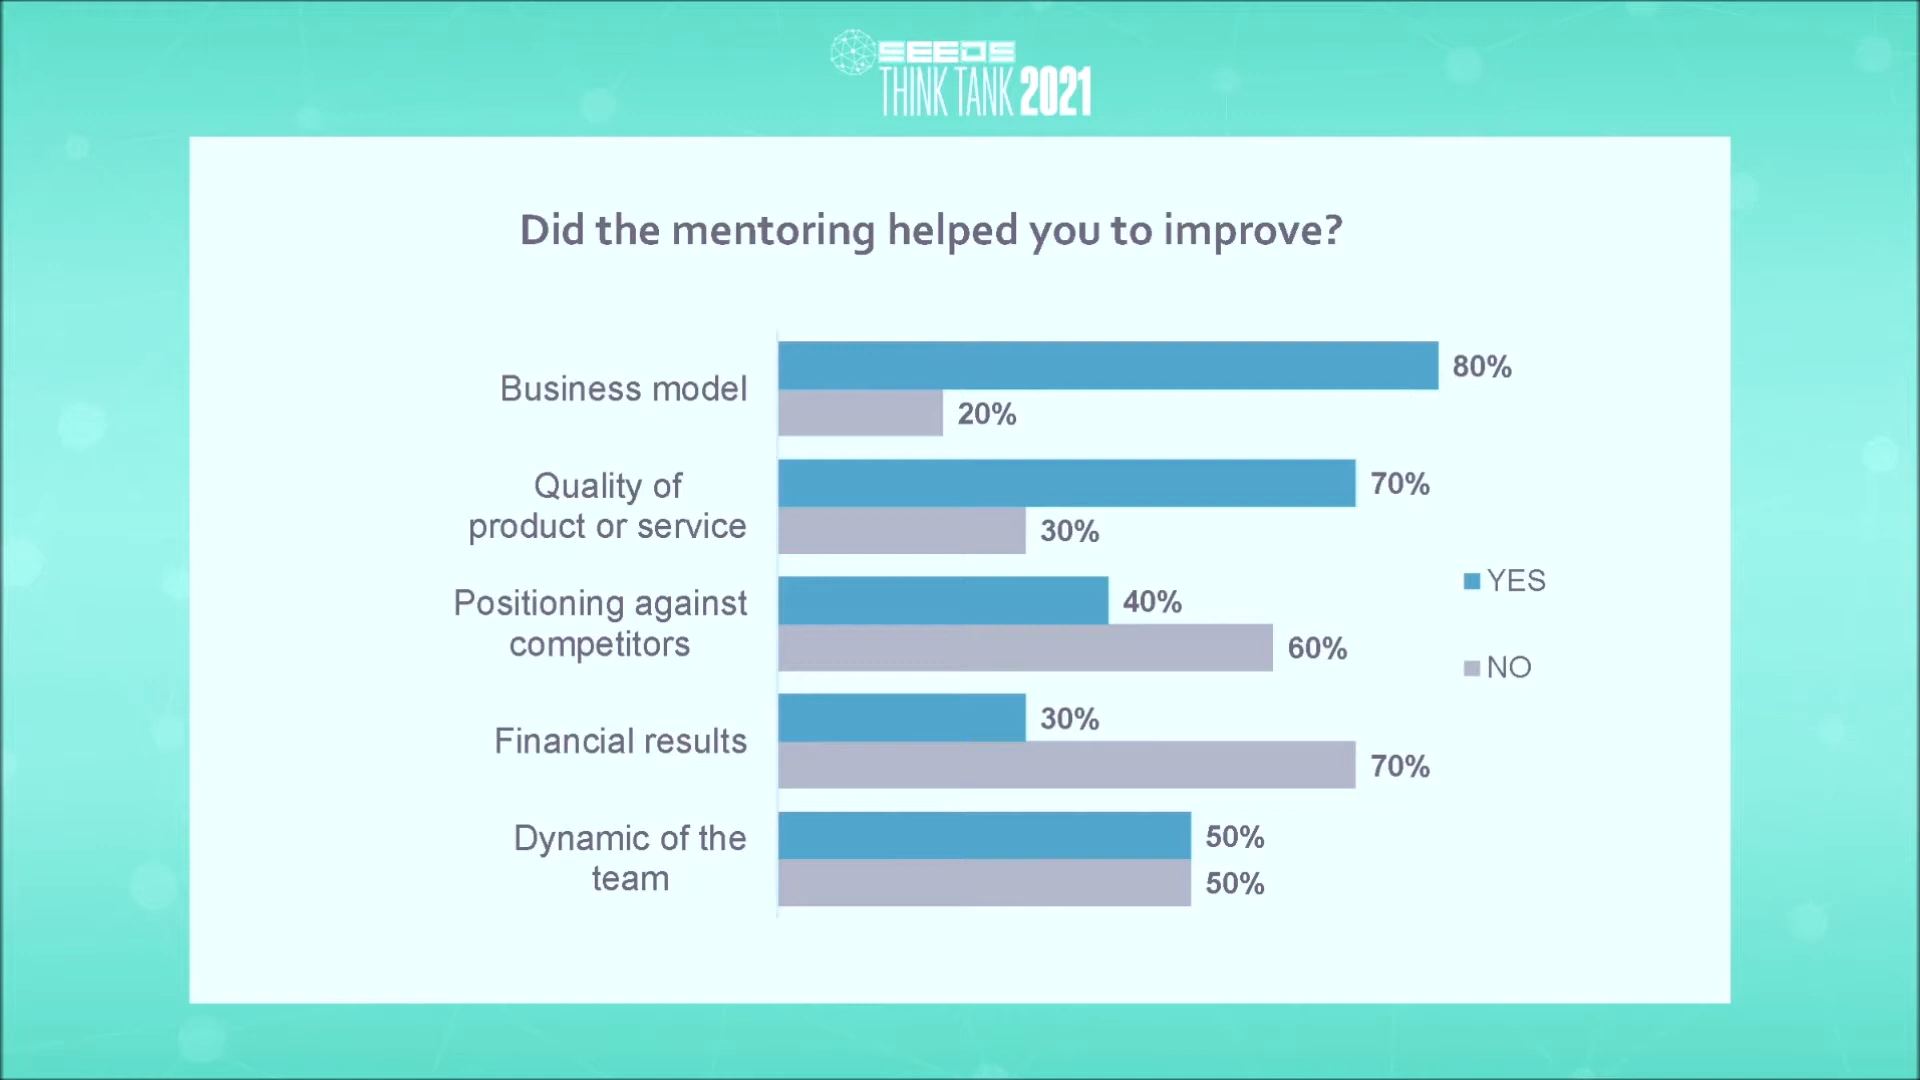 SEEDS
THINK TANK 2021
Did the mentoring helped you to improve?
Business model
80%
20%
Quality of
product or service
70%
30%
Positioning against
competitors
40%
60%
Financial results
30%
70%
Dynamic of the
team
50%
50%
YES
NO